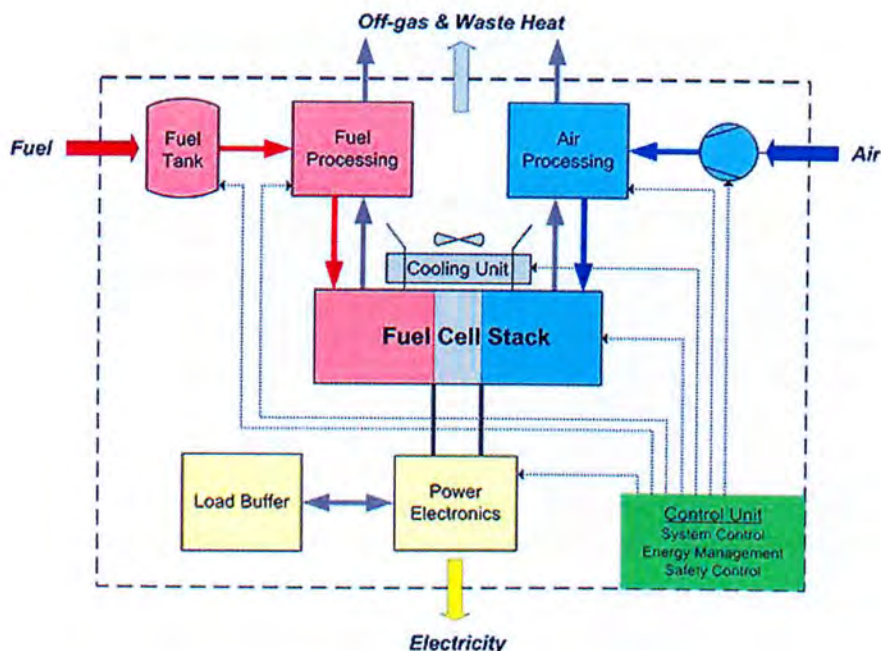 Off-gas & Waste Heat
Fuel
Fuel
Tank
Fuel
Processing
Air
Processing
Air
Cooling Unit
Fuel Cell Stack
Load Buffer
Power
Electronics
Control Unit
System Control
Energy Management
Safety Control
Electricity